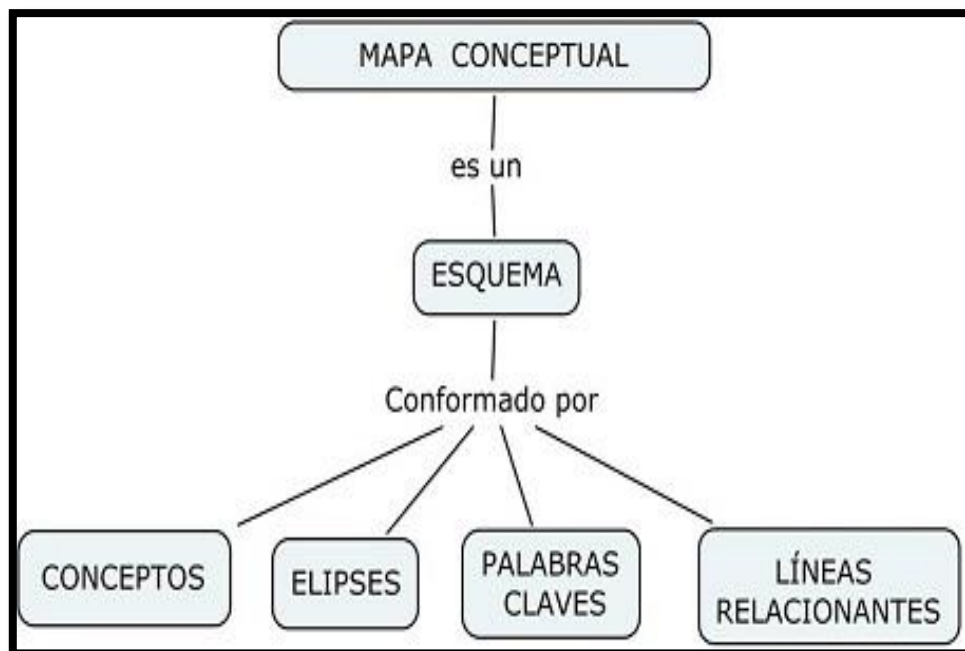 MAPA CONCEPTUAL
es un
ESQUEMA
Conformado por
CONCEPTOS
ELIPSES
PALABRAS
CLAVES
LÍNEAS
RELACIONANTES